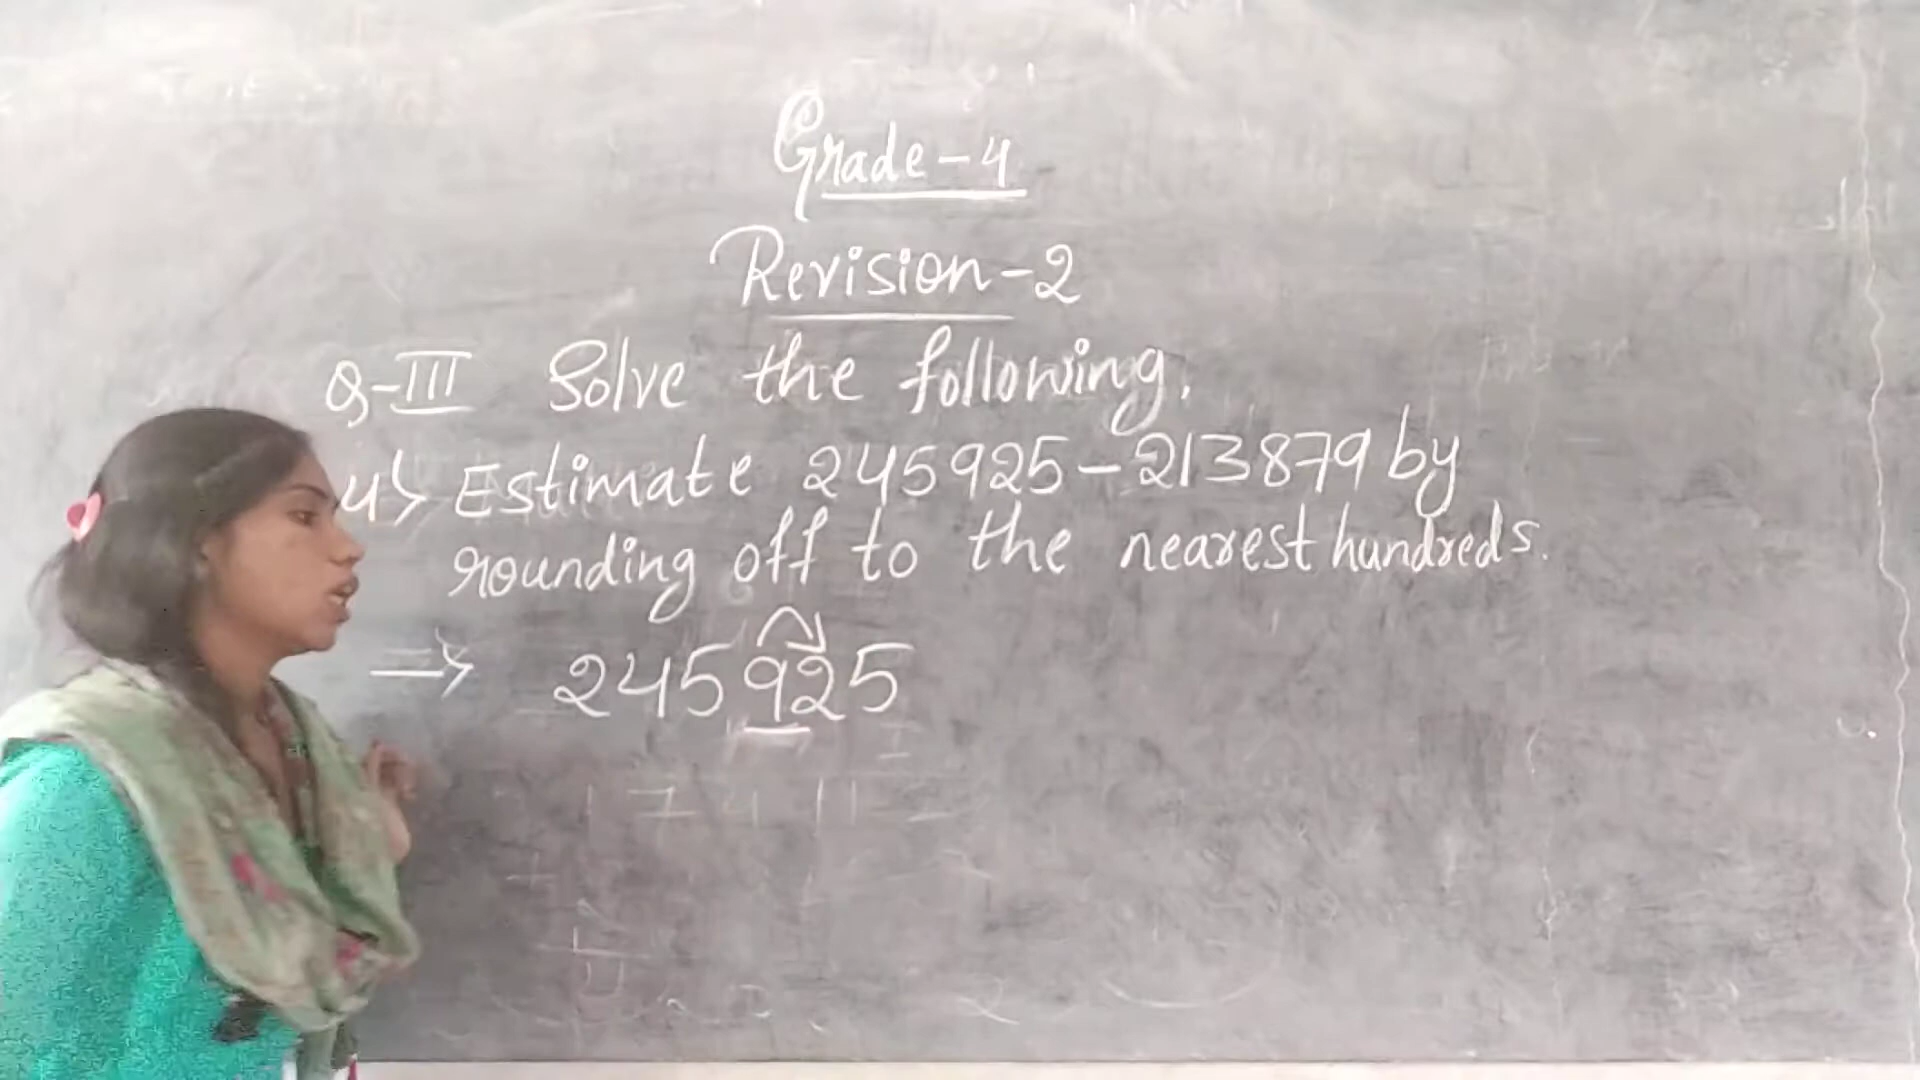 Grade-4
Revision-2
Q-III Solve the following.
4> Estimate 245925-213879 by
rounding off to the nearest hundreds.
⇒ 245925